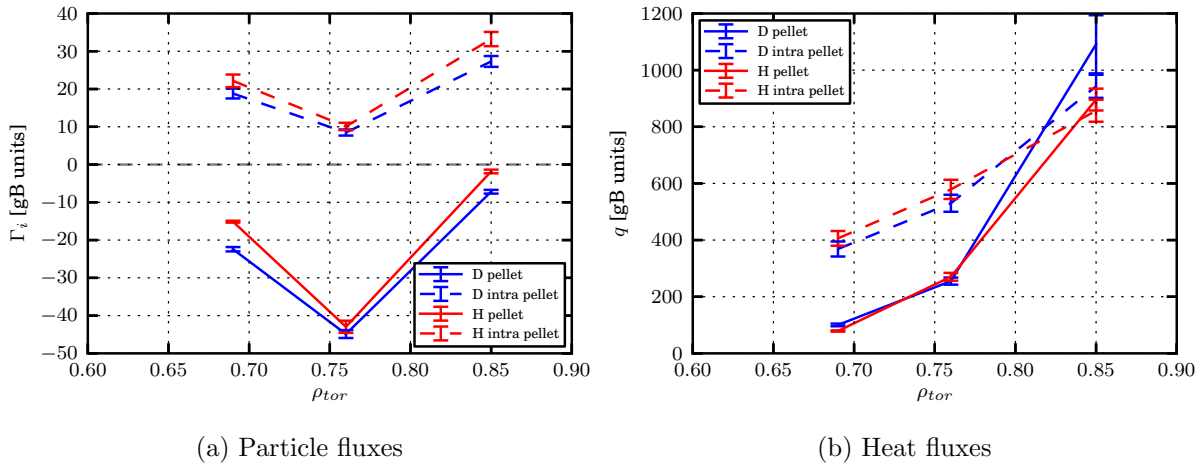 40
30
20
10
0
−10
−20
−30
−40
−50
Γi [gB units]
0.60 0.65 0.70 0.75 0.80 0.85 0.90
ρtor
D pellet
D intra pellet
H pellet
H intra pellet
(a) Particle fluxes
1200
1000
800
600
400
200
0
q [gB units]
0.60 0.65 0.70 0.75 0.80 0.85 0.90
ρtor
D pellet
D intra pellet
H pellet
H intra pellet
(b) Heat fluxes